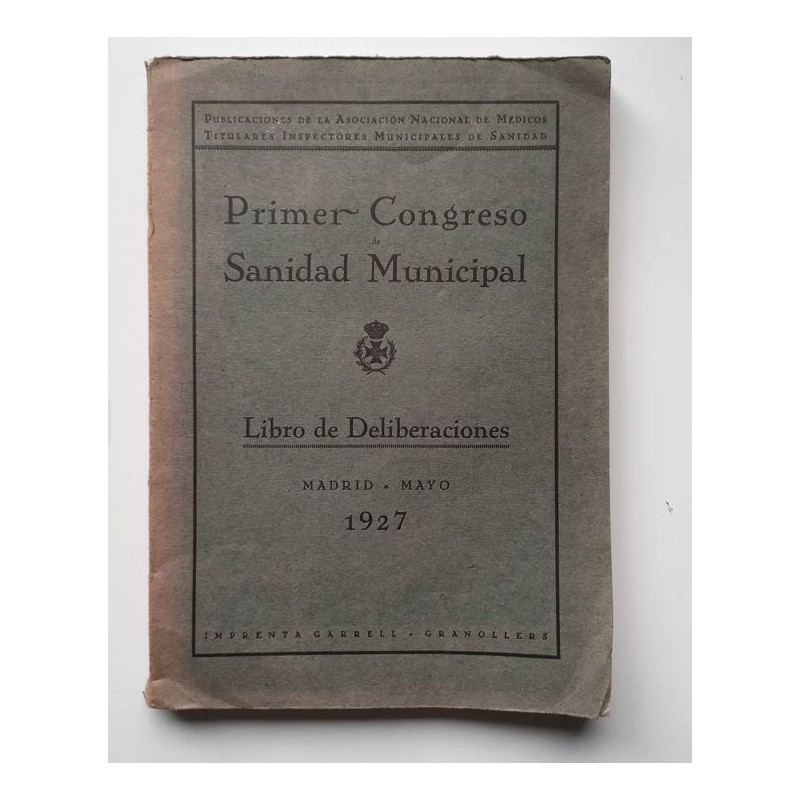 Publicaciones de la Asociación Nacional de Médicos
Titulares Inspectores Municipales de Sanidad
Primer Congreso
de
Sanidad Municipal
Libro de Deliberaciones
MADRID * MAYO
1927
IMPRENTA GARRELL · GRANOLLERS